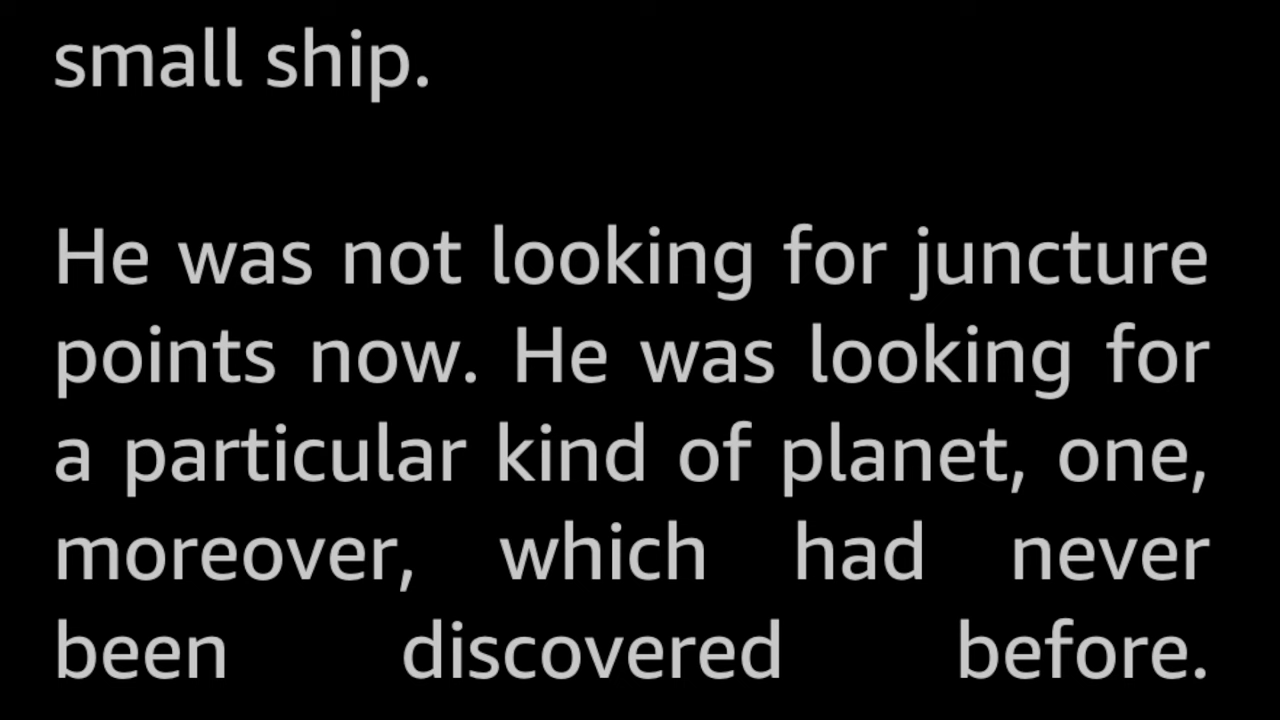 small ship.
He was not looking for juncture
points now. He was looking for
a particular kind of planet, one,
moreover, which had never
been discovered before.